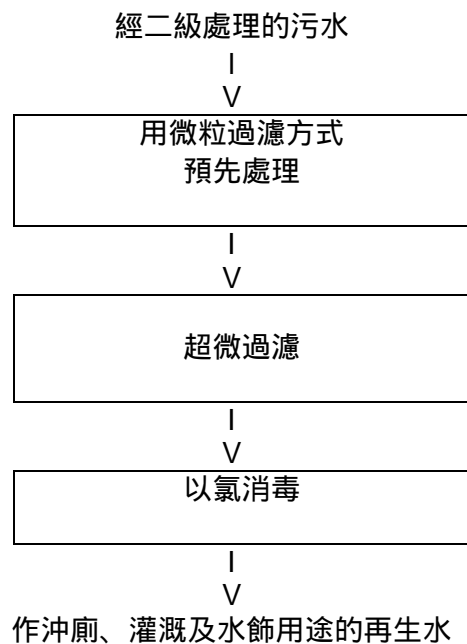 經二級處理的污水
|
V
用微粒過濾方式
預先處理
|
V
超微過濾
|
V
以氯消毒
|
V
作沖廁、灌溉及水飾用途的再生水